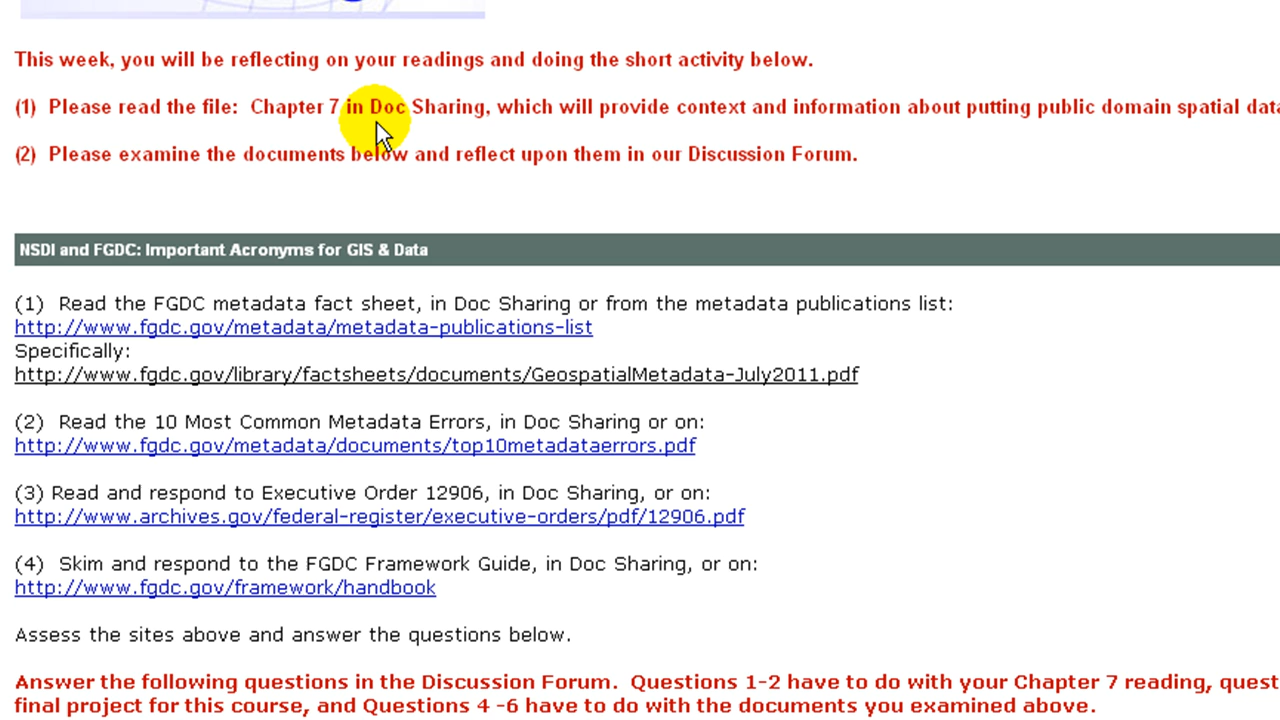 This week, you will be reflecting on your readings and doing the short activity below.
(1) Please read the file: Chapter 7 in Doc Sharing, which will provide context and information about putting public domain spatial data
(2) Please examine the documents below and reflect upon them in our Discussion Forum.
NSDI and FGDC: Important Acronyms for GIS & Data
(1) Read the FGDC metadata fact sheet, in Doc Sharing or from the metadata publications list:
http://www.fgdc.gov/metadata/metadata-publications-list
Specifically:
http://www.fgdc.gov/library/factsheets/documents/GeospatialMetadata-July2011.pdf
(2) Read the 10 Most Common Metadata Errors, in Doc Sharing or on:
http://www.fgdc.gov/metadata/documents/top10metadataerrors.pdf
(3) Read and respond to Executive Order 12906, in Doc Sharing, or on:
http://www.archives.gov/federal-register/executive-orders/pdf/12906.pdf
(4) Skim and respond to the FGDC Framework Guide, in Doc Sharing, or on:
http://www.fgdc.gov/framework/handbook
Assess the sites above and answer the questions below.
Answer the following questions in the Discussion Forum. Questions 1-2 have to do with your Chapter 7 reading, quest
final project for this course, and Questions 4 -6 have to do with the documents you examined above.